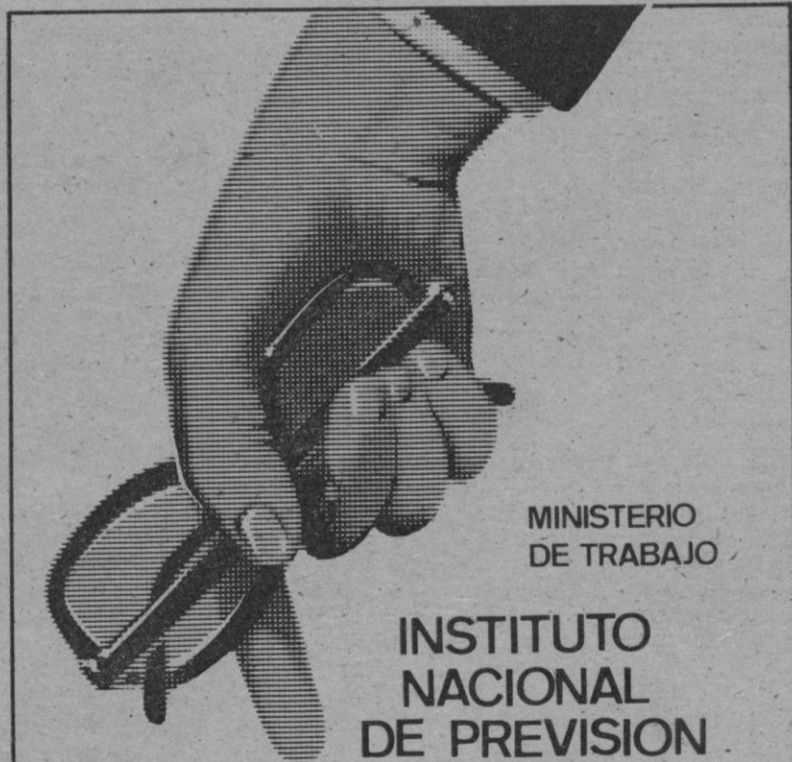 MINISTERIO
DE TRABAJO
INSTITUTO
NACIONAL
DE PREVISION